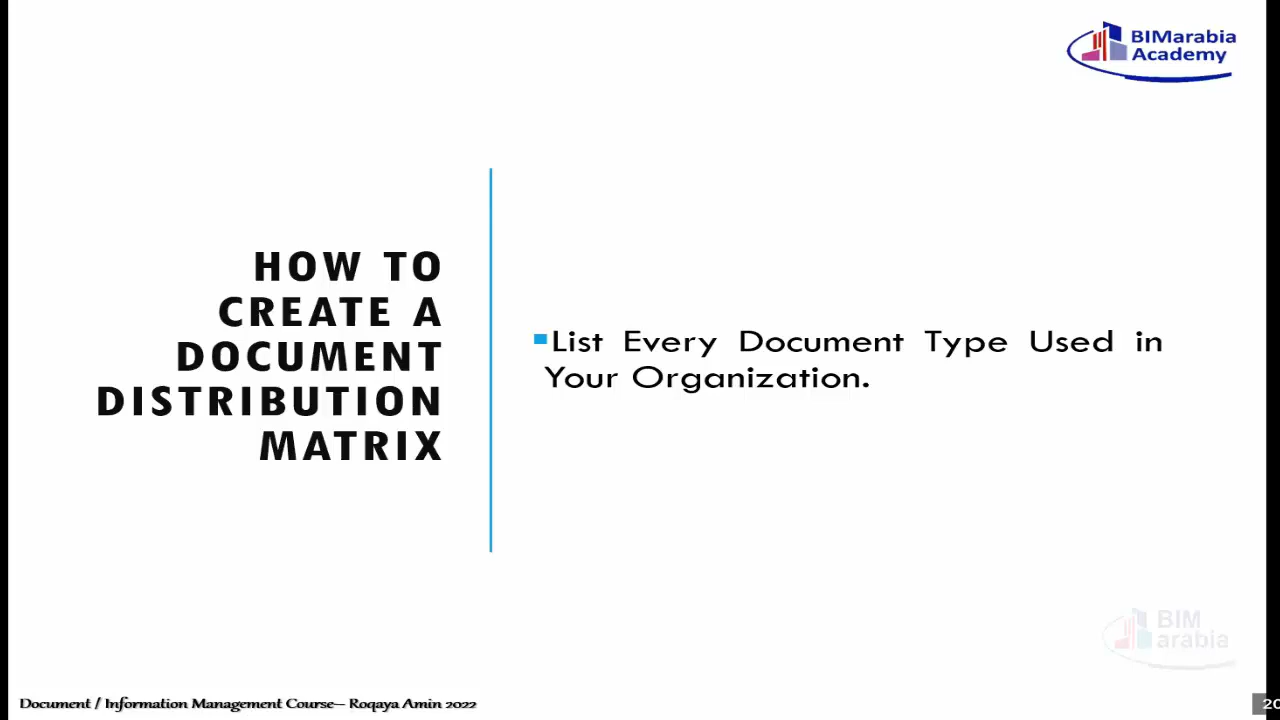 BIMarabia
Academy
HOW TO
CREATE A
DOCUMENT
DISTRIBUTION
MATRIX
List Every Document Type Used in
Your Organization.
BIM
arabia
Document / Information Management Course– Roqaya Amin 2022
20